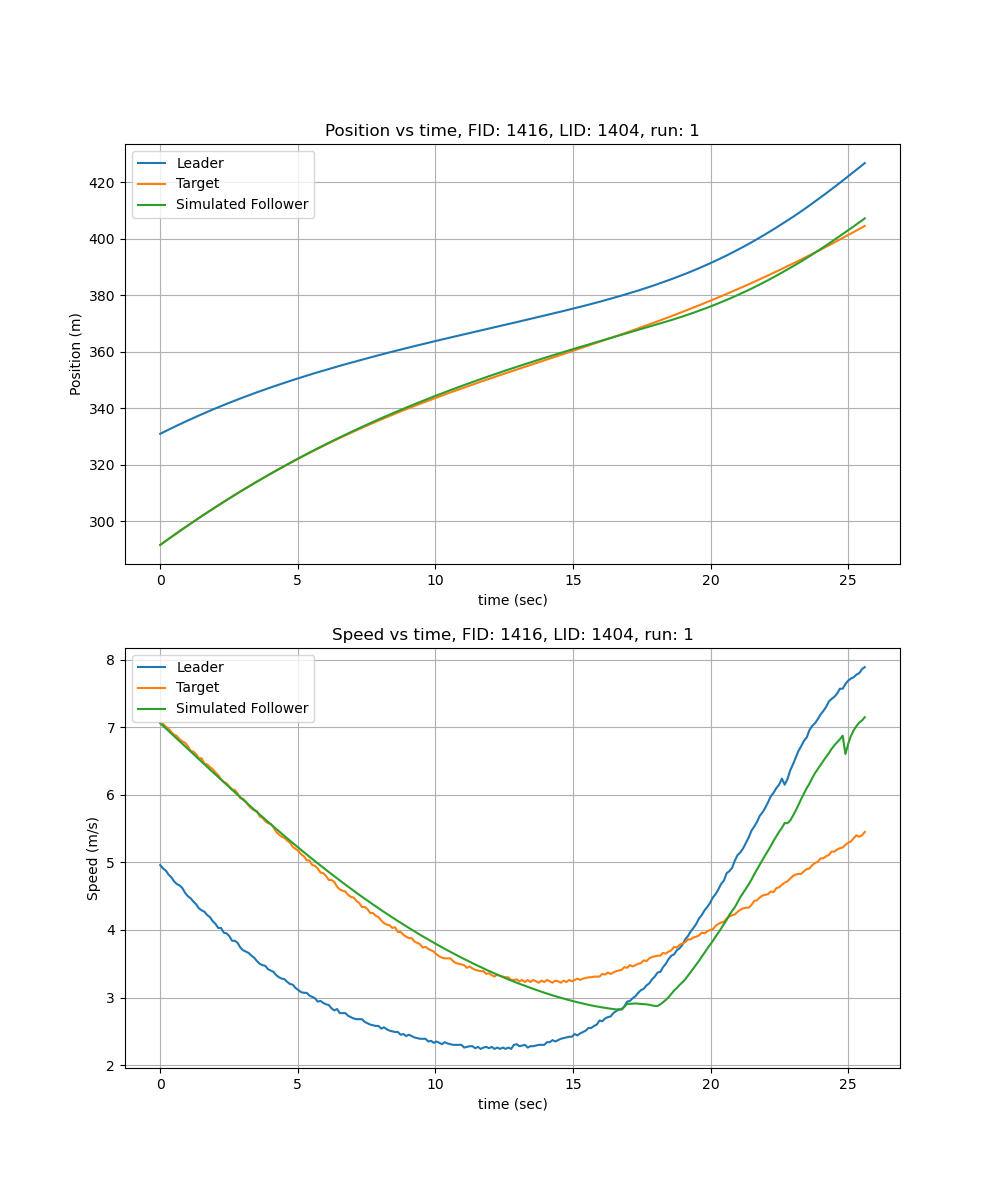 Position vs time, FID: 1416, LID: 1404, run: 1
Leader
Target
Simulated Follower
420
400
380
360
340
320
300
Position (m)
0 5 10 15 20 25
time (sec)
Speed vs time, FID: 1416, LID: 1404, run: 1
Leader
Target
Simulated Follower
8
7
6
5
4
3
2
Speed (m/s)
0 5 10 15 20 25
time (sec)